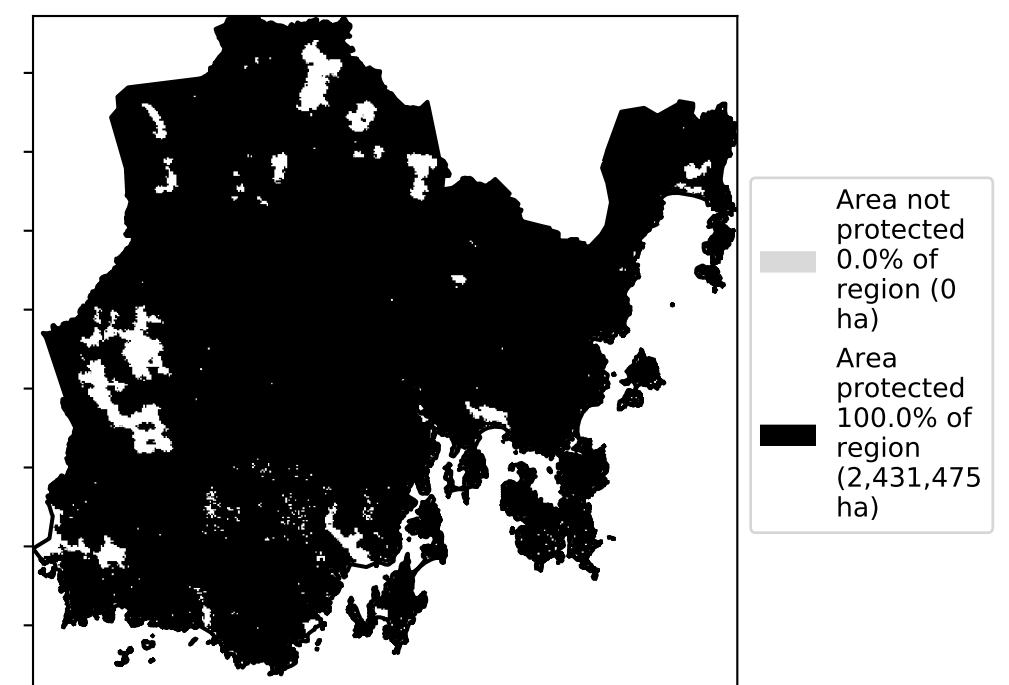 Area not
protected
0.0% of
region (0
ha)
Area
protected
100.0% of
region
(2,431,475
ha)